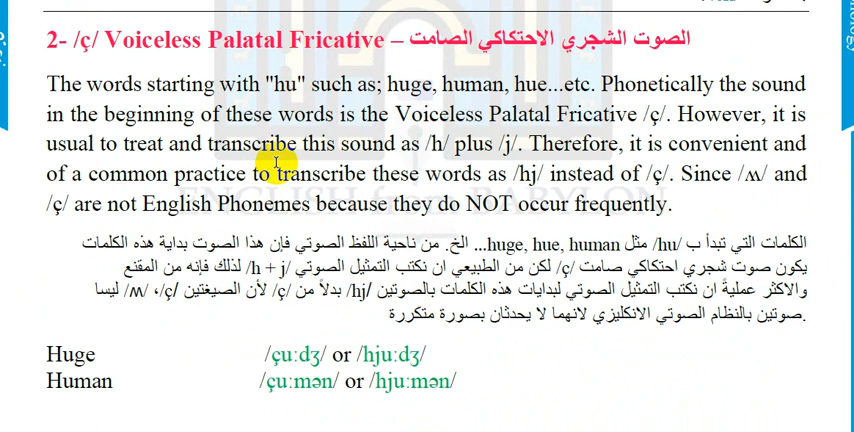 2- /ç/ Voiceless Palatal Fricative – الصوت الشجري الاحتكاكي الصامت
The words starting with "hu" such as; huge, human, hue...etc. Phonetically the sound
in the beginning of these words is the Voiceless Palatal Fricative /ç/. However, it is
usual to treat and transcribe this sound as /h/ plus /j/. Therefore, it is convenient and
of a common practice to transcribe these words as /hj/ instead of /ç/. Since /ʍ/ and
/ç/ are not English Phonemes because they do NOT occur frequently.
ENGLISH from BABYLON
الكلمات التي تبدأ ب /hu/ مثل huge, hue, human... الخ. من ناحية اللفظ الصوتي فإن هذا الصوت بداية هذه الكلمات
يكون صوت شجري احتكاكي صامت /ç/ لكن من الطبيعي ان نكتب التمثيل الصوتي /h + j/ لذلك فإنه من المقنع
والاكثر عمليةً ان نكتب التمثيل الصوتي لبدايات هذه الكلمات بالصوتين /hj/ بدلاً من /ç/ لأن الصيغتين /ç/، /ʍ/ ليسا
صوتين بالنظام الصوتي الانكليزي لانهما لا يحدثان بصورة متكررة.
Huge /çuːdʒ/ or /hjuːdʒ/
Human /çuːmən/ or /hjuːmən/